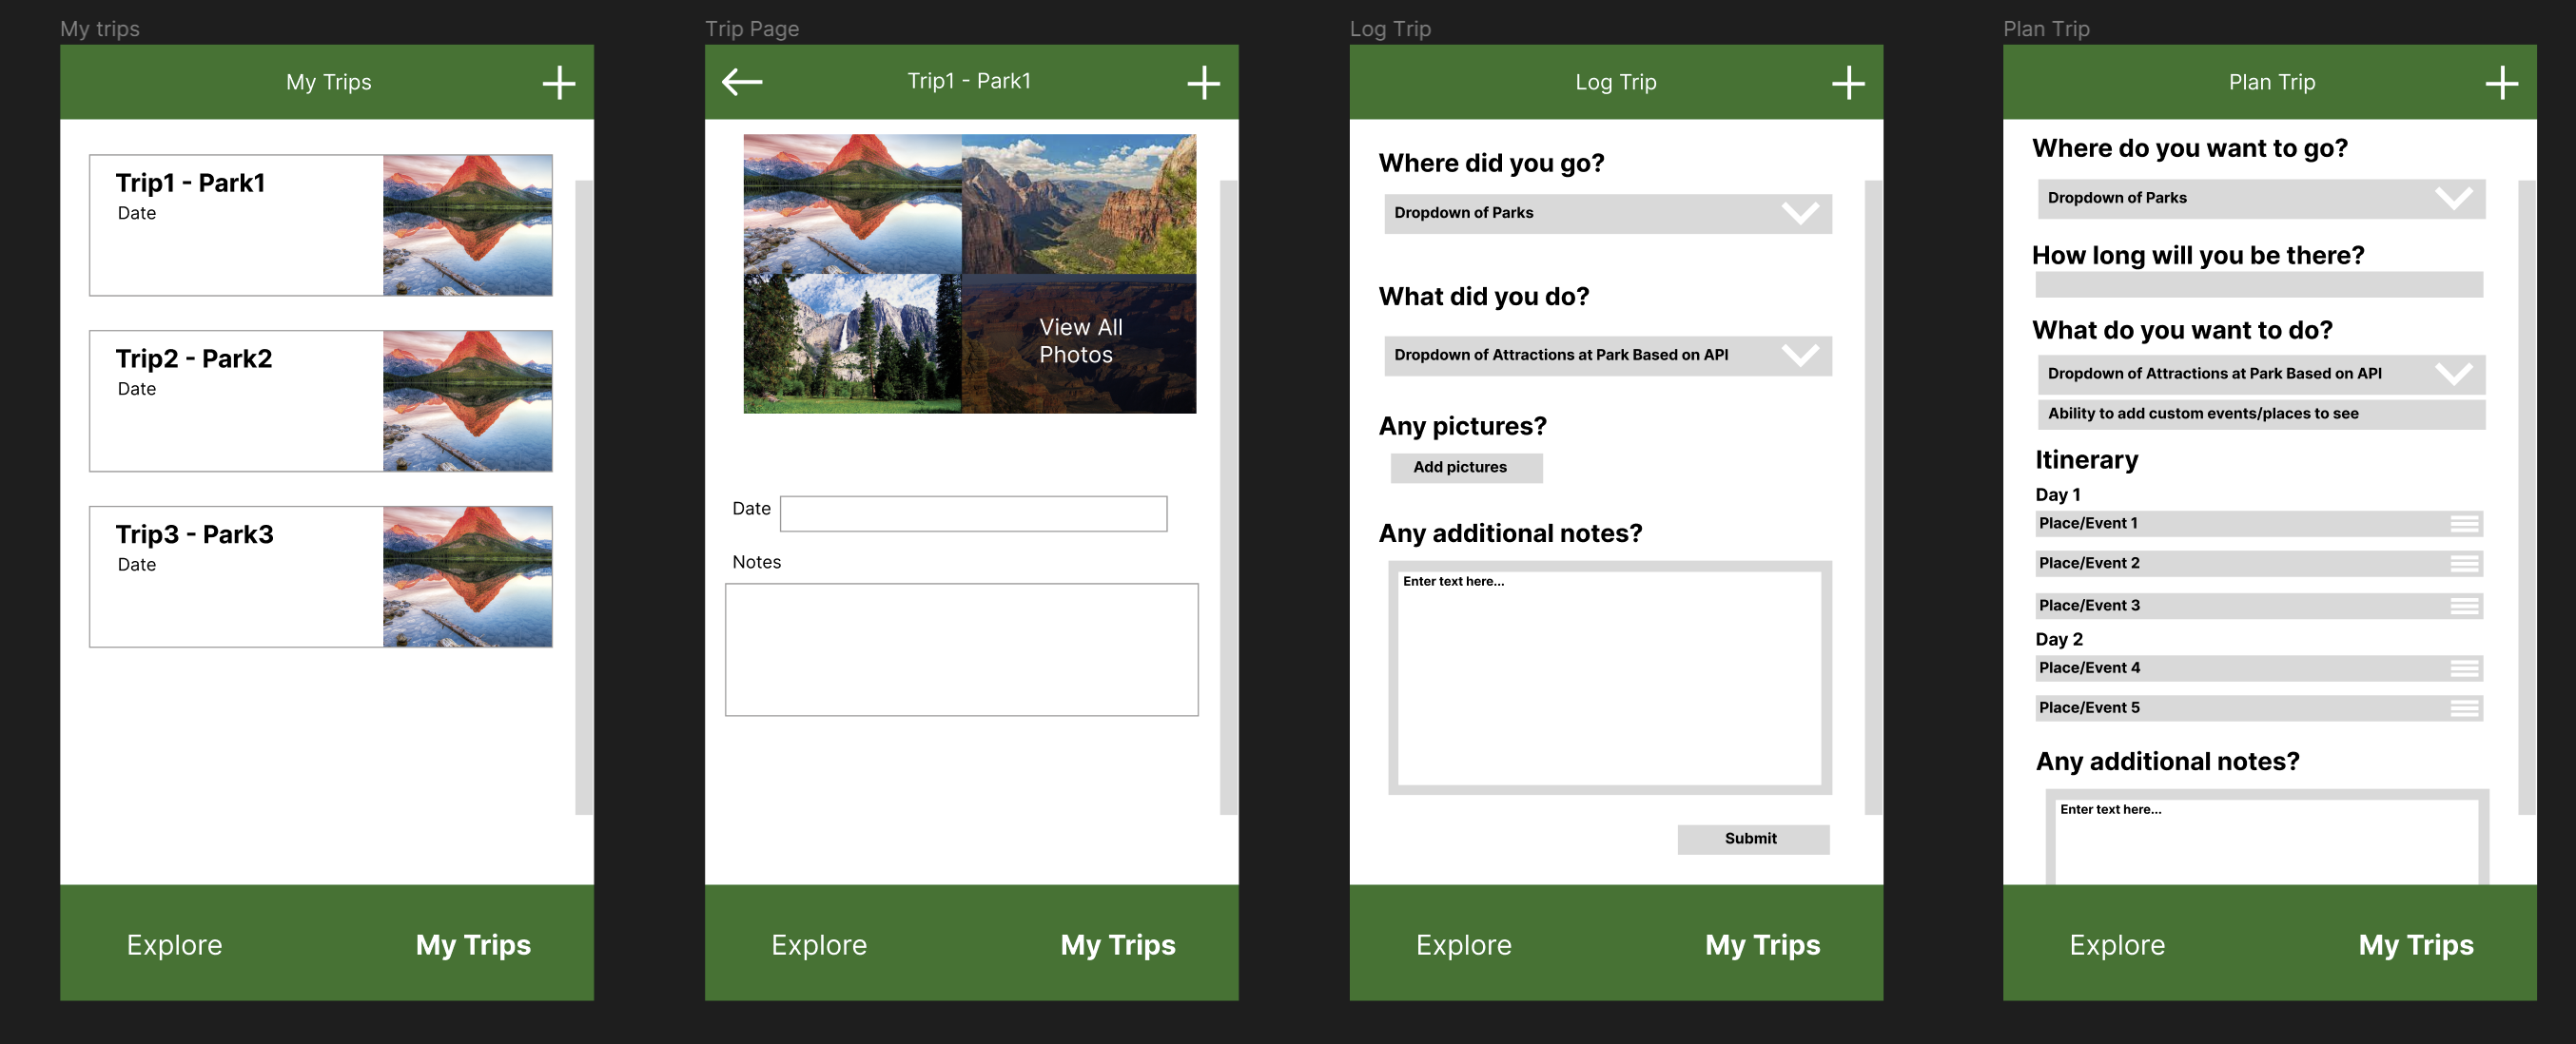 My trips
My Trips
Trip1 - Park1
Date
Trip2 - Park2
Date
Trip3 - Park3
Date
Explore
My Trips
Trip Page
Trip1 - Park1
View All
Photos
Date
Notes
Explore
My Trips
Log Trip
Log Trip
Where did you go?
Dropdown of Parks
What did you do?
Dropdown of Attractions at Park Based on API
Any pictures?
Add pictures
Any additional notes?
Enter text here...
Submit
Explore
My Trips
Plan Trip
Plan Trip
Where do you want to go?
Dropdown of Parks
How long will you be there?
What do you want to do?
Dropdown of Attractions at Park Based on API
Ability to add custom events/places to see
Itinerary
Day 1
Place/Event 1
Place/Event 2
Place/Event 3
Day 2
Place/Event 4
Place/Event 5
Any additional notes?
Enter text here...
Explore
My Trips